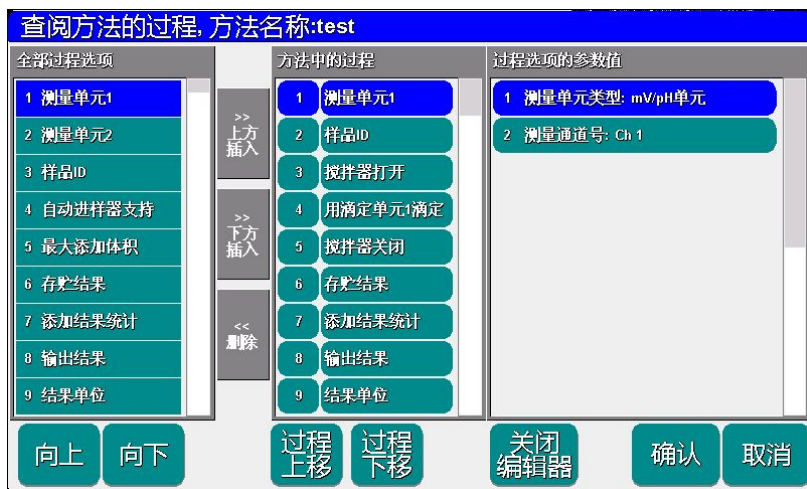 查阅方法的过程, 方法名称:test
全部过程选项
1 测量单元1
2 测量单元2
3 样品ID
4 自动进样器支持
5 最大添加体积
6 存贮结果
7 添加结果统计
8 输出结果
9 结果单位
向上
向下
>>
上方
插入
>>
下方
插入
<<
删除
方法中的过程
1 测量单元1
2 样品ID
3 搅拌器打开
4 用滴定单元1滴定
5 搅拌器关闭
6 存贮结果
7 添加结果统计
8 输出结果
9 结果单位
过程
上移
过程
下移
过程选项的参数值
1 测量单元类型: mV/pH单元
2 测量通道号: Ch 1
关闭
编辑器
确认
取消